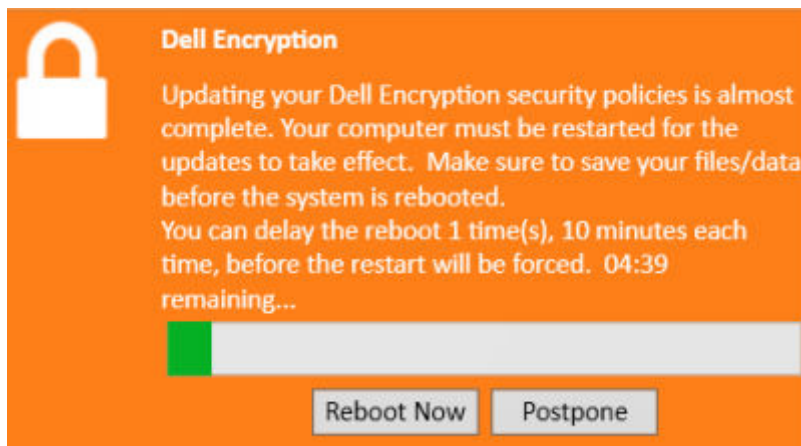 Dell Encryption
Updating your Dell Encryption security policies is almost
complete. Your computer must be restarted for the
updates to take effect.  Make sure to save your files/data
before the system is rebooted.
You can delay the reboot 1 time(s), 10 minutes each
time, before the restart will be forced.  04:39
remaining...
Reboot Now
Postpone